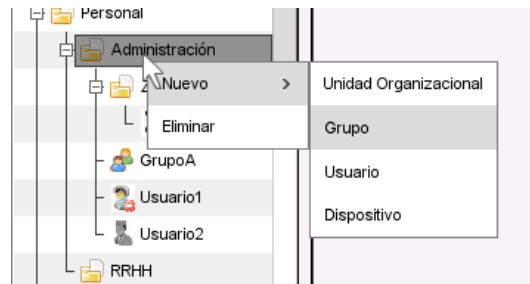 Personal
Administración
Nuevo >
Eliminar
Unidad Organizacional
Grupo
Usuario
Dispositivo
GrupoA
Usuario1
Usuario2
RRHH